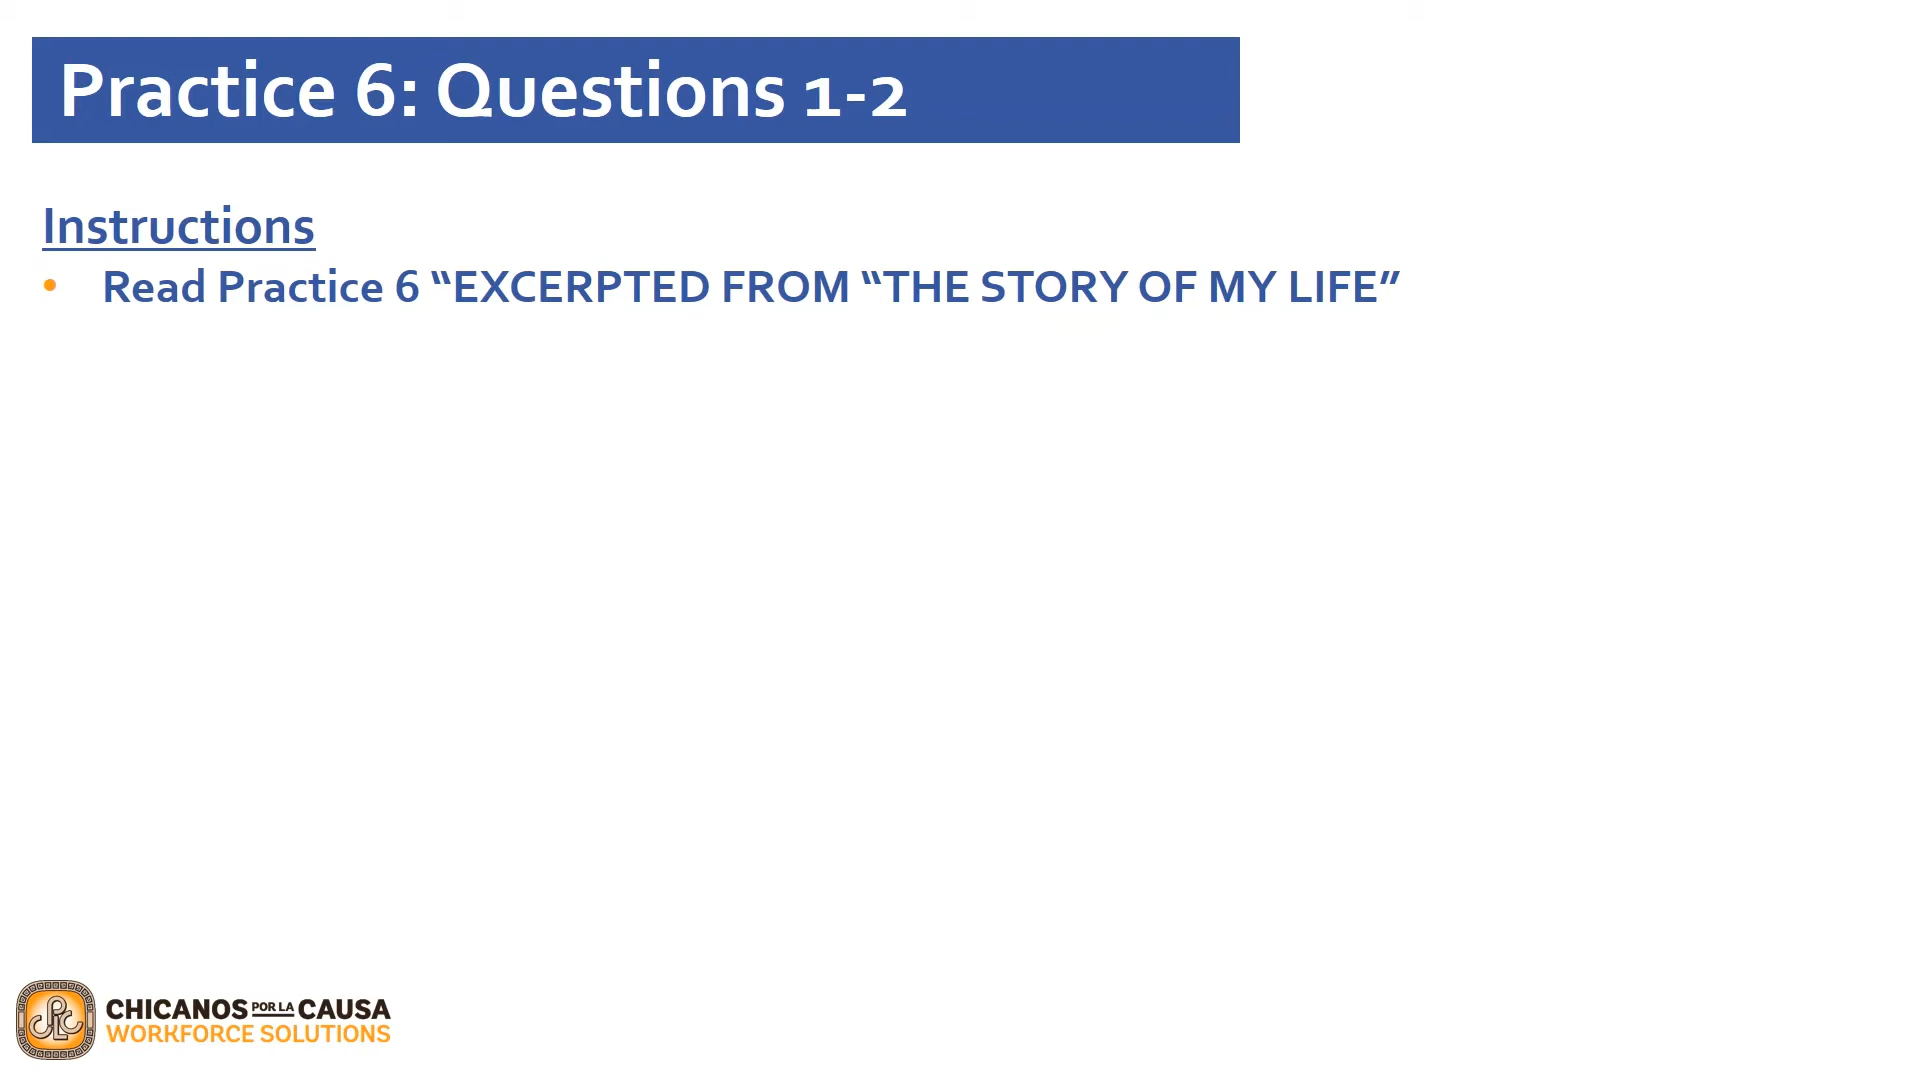 Practice 6: Questions 1-2
Instructions
• Read Practice 6 “EXCERPTED FROM “THE STORY OF MY LIFE”
CHICANOS POR LA CAUSA
WORKFORCE SOLUTIONS